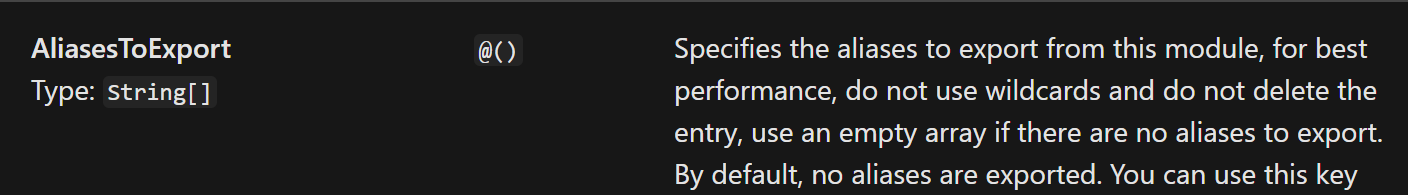 AliasesToExport @() Specifies the aliases to export from this module, for best
Type: String[] performance, do not use wildcards and do not delete the
entry, use an empty array if there are no aliases to export.
By default, no aliases are exported. You can use this key